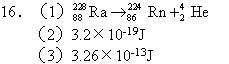 16．（1）²²⁸₈₈Ra→²²⁴₈₆Rn+⁴₂He
（2）3.2×10⁻¹⁹J
（3）3.26×10⁻¹³J